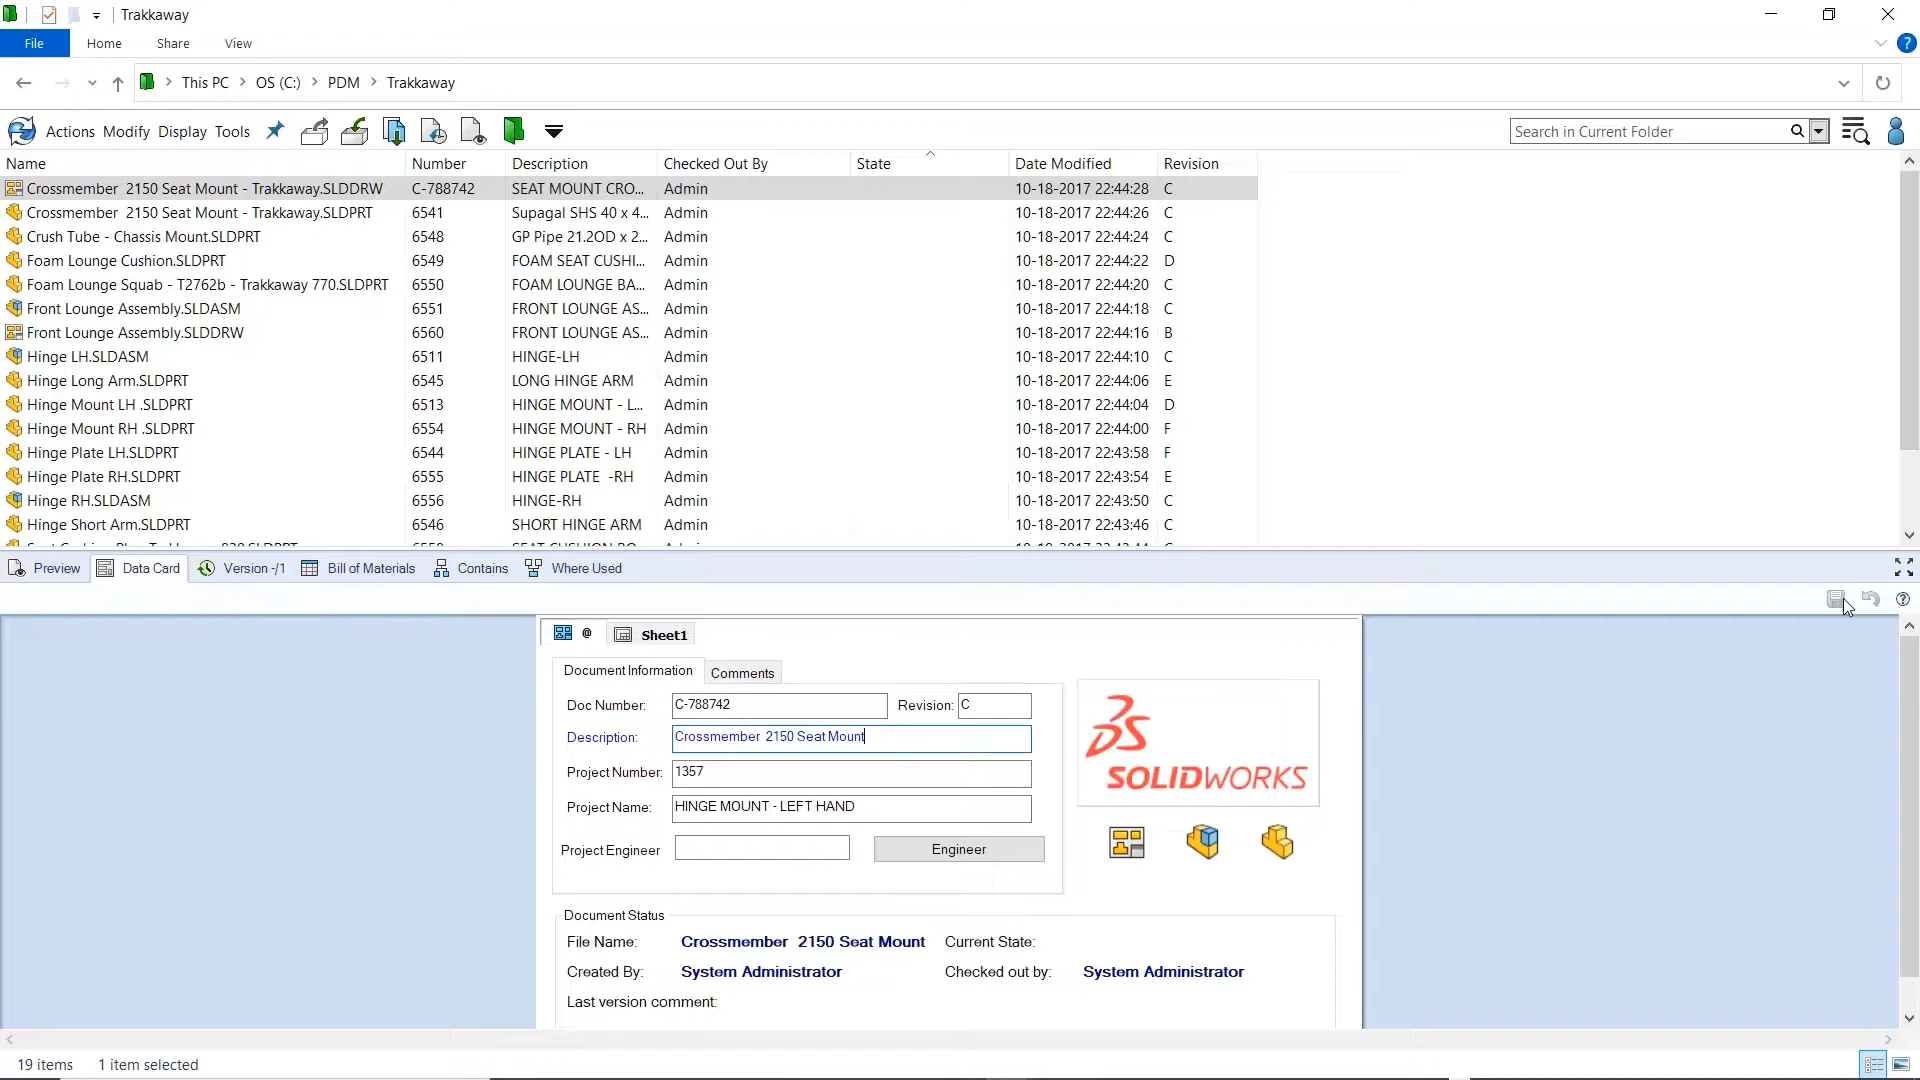 Trakkaway
File Home Share View
This PC OS (C:) PDM Trakkaway
Actions Modify Display Tools Search in Current Folder
Name Number Description Checked Out By State Date Modified Revision
Crossmember  2150 Seat Mount - Trakkaway.SLDDRW C-788742 SEAT MOUNT CRO... Admin 10-18-2017 22:44:28 C
Crossmember  2150 Seat Mount - Trakkaway.SLDPRT 6541 Supagal SHS 40 x 4... Admin 10-18-2017 22:44:26 C
Crush Tube - Chassis Mount.SLDPRT 6548 GP Pipe 21.2OD x 2... Admin 10-18-2017 22:44:24 C
Foam Lounge Cushion.SLDPRT 6549 FOAM SEAT CUSHI... Admin 10-18-2017 22:44:22 D
Foam Lounge Squab - T2762b - Trakkaway 770.SLDPRT 6550 FOAM LOUNGE BA... Admin 10-18-2017 22:44:20 C
Front Lounge Assembly.SLDASM 6551 FRONT LOUNGE AS... Admin 10-18-2017 22:44:18 C
Front Lounge Assembly.SLDDRW 6560 FRONT LOUNGE AS... Admin 10-18-2017 22:44:16 B
Hinge LH.SLDASM 6511 HINGE-LH Admin 10-18-2017 22:44:10 C
Hinge Long Arm.SLDPRT 6545 LONG HINGE ARM Admin 10-18-2017 22:44:06 E
Hinge Mount LH .SLDPRT 6513 HINGE MOUNT - L... Admin 10-18-2017 22:44:04 D
Hinge Mount RH .SLDPRT 6554 HINGE MOUNT - RH Admin 10-18-2017 22:44:00 F
Hinge Plate LH.SLDPRT 6544 HINGE PLATE - LH Admin 10-18-2017 22:43:58 F
Hinge Plate RH.SLDPRT 6555 HINGE PLATE  -RH Admin 10-18-2017 22:43:54 E
Hinge RH.SLDASM 6556 HINGE-RH Admin 10-18-2017 22:43:50 C
Hinge Short Arm.SLDPRT 6546 SHORT HINGE ARM Admin 10-18-2017 22:43:46 C
Preview Data Card Version -/1 Bill of Materials Contains Where Used
@ Sheet1
Document Information Comments
Doc Number: C-788742 Revision: C
Description: Crossmember  2150 Seat Mount
Project Number: 1357
Project Name: HINGE MOUNT - LEFT HAND
Project Engineer Engineer
SOLIDWORKS
Document Status
File Name: Crossmember  2150 Seat Mount Current State:
Created By: System Administrator Checked out by: System Administrator
Last version comment:
19 items 1 item selected